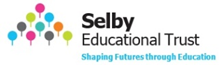 Selby
Educational Trust
Shaping Futures through Education